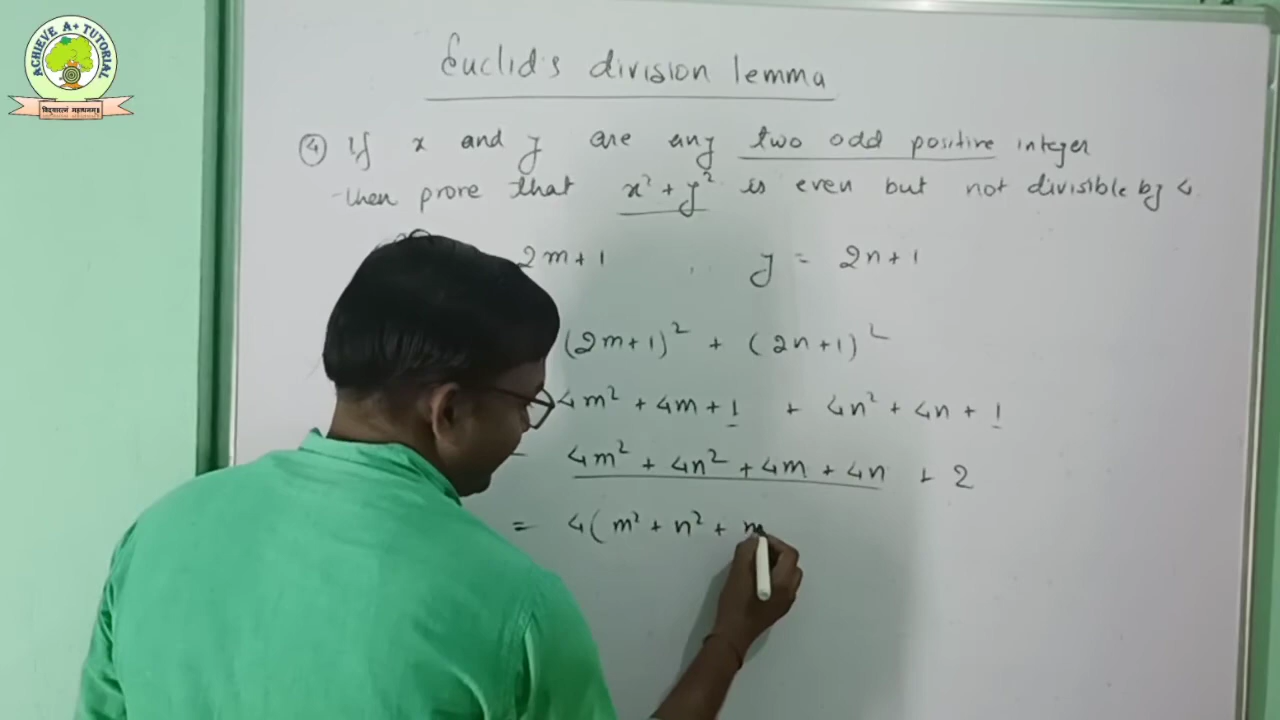 ACHIEVE A+ TUTORIAL
Euclid's division lemma
④ If x and y are any two odd positive integer
then prove that x² + y² is even but not divisible by 4
2m+1 , y = 2n+1
(2m+1)² + (2n+1)²
4m² + 4m + 1 + 4n² + 4n + 1
= 4m² + 4n² + 4m + 4n + 2
= 4(m² + n² + m